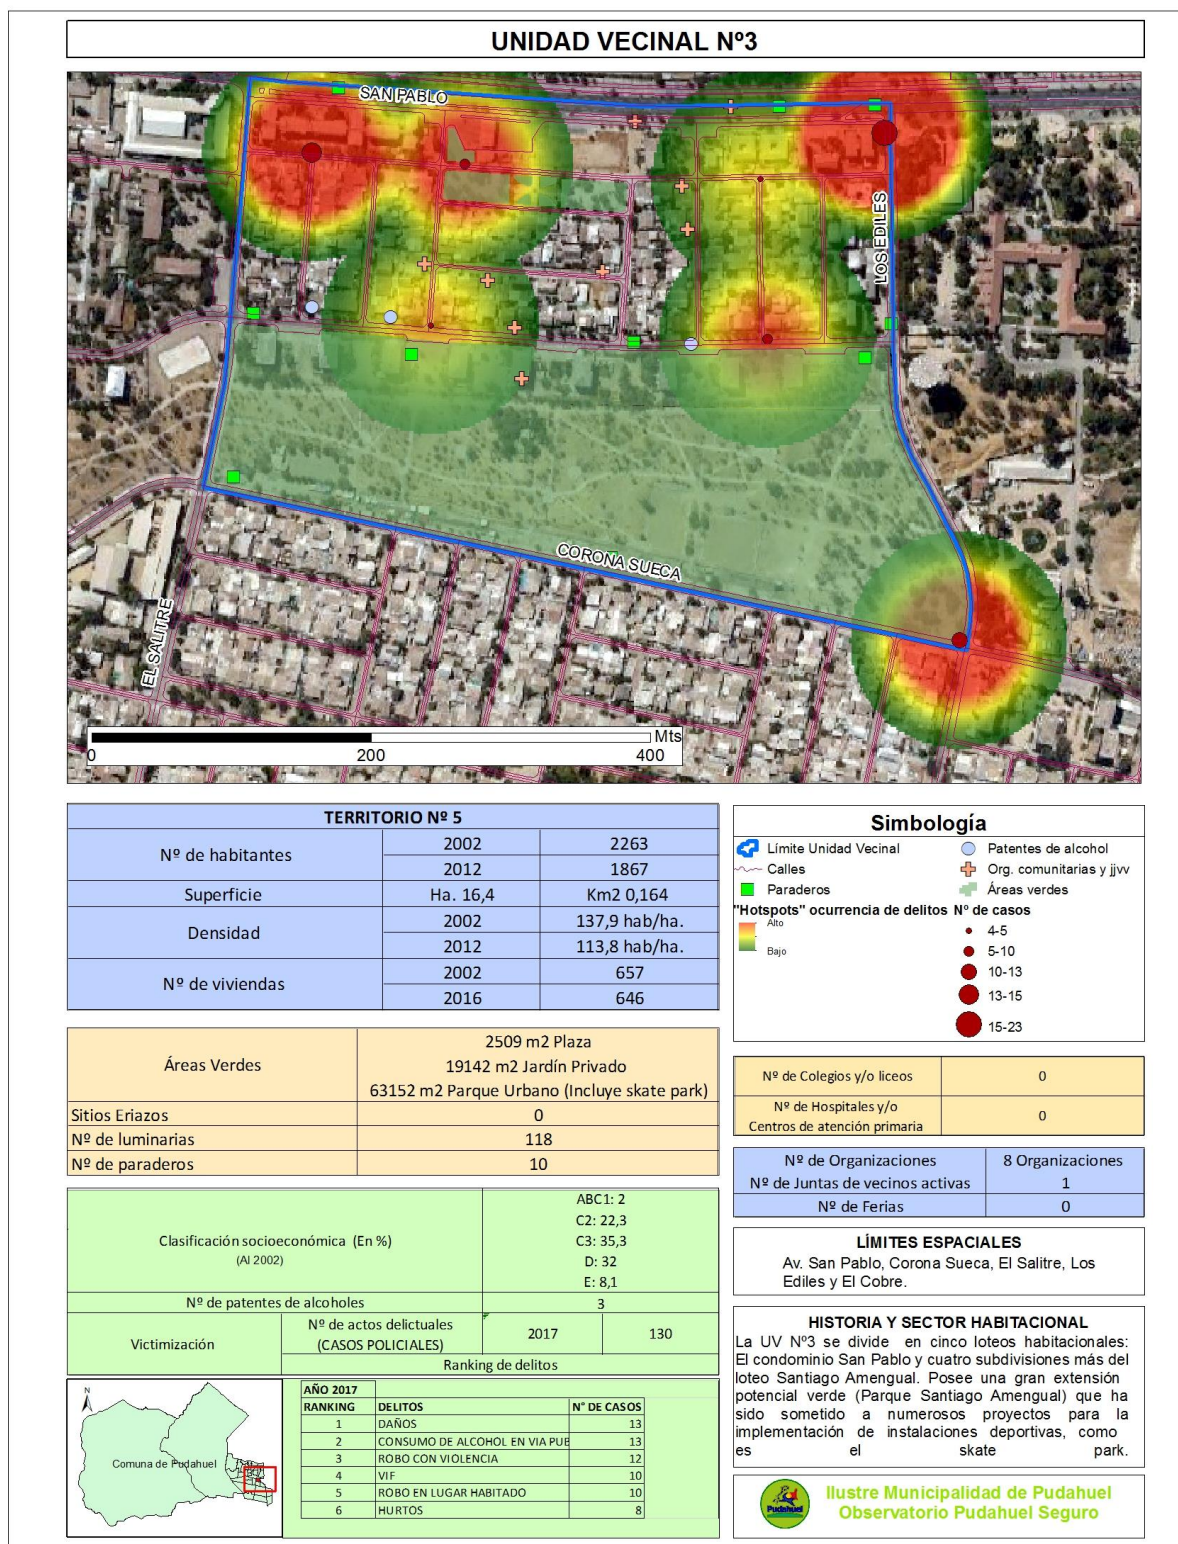 UNIDAD VECINAL Nº3
SAN PABLO
LOS EDILES
CORONA SUECA
EL SALITRE
Mts
0 200 400
TERRITORIO Nº 5
Nº de habitantes
2002 2263
2012 1867
Superficie Ha. 16,4 Km2 0,164
Densidad
2002 137,9 hab/ha.
2012 113,8 hab/ha.
Nº de viviendas
2002 657
2016 646
Simbología
Límite Unidad Vecinal
Calles
Paraderos
Patentes de alcohol
Org. comunitarias y jjvv
Áreas verdes
"Hotspots" ocurrencia de delitos
Alto
Bajo
Nº de casos
4-5
5-10
10-13
13-15
15-23
Áreas Verdes
2509 m2 Plaza
19142 m2 Jardín Privado
63152 m2 Parque Urbano (Incluye skate park)
Sitios Eriazos 0
Nº de luminarias 118
Nº de paraderos 10
Nº de Colegios y/o liceos 0
Nº de Hospitales y/o
Centros de atención primaria 0
Nº de Organizaciones 8 Organizaciones
Nº de Juntas de vecinos activas 1
Nº de Ferias 0
Clasificación socioeconómica (En %)
(Al 2002)
ABC1: 2
C2: 22,3
C3: 35,3
D: 32
E: 8,1
Nº de patentes de alcoholes 3
Victimización
Nº de actos delictuales
(CASOS POLICIALES)
2017 130
Ranking de delitos
LÍMITES ESPACIALES
Av. San Pablo, Corona Sueca, El Salitre, Los
Ediles y El Cobre.
HISTORIA Y SECTOR HABITACIONAL
La UV Nº3 se divide en cinco loteos habitacionales:
El condominio San Pablo y cuatro subdivisiones más del
loteo Santiago Amengual. Posee una gran extensión
potencial verde (Parque Santiago Amengual) que ha
sido sometido a numerosos proyectos para la
implementación de instalaciones deportivas, como
es el skate park.
N
Comuna de Pudahuel
AÑO 2017
RANKING DELITOS N° DE CASOS
1 DAÑOS 13
2 CONSUMO DE ALCOHOL EN VIA PUB 13
3 ROBO CON VIOLENCIA 12
4 VIF 10
5 ROBO EN LUGAR HABITADO 10
6 HURTOS 8
Pudahuel
Ilustre Municipalidad de Pudahuel
Observatorio Pudahuel Seguro